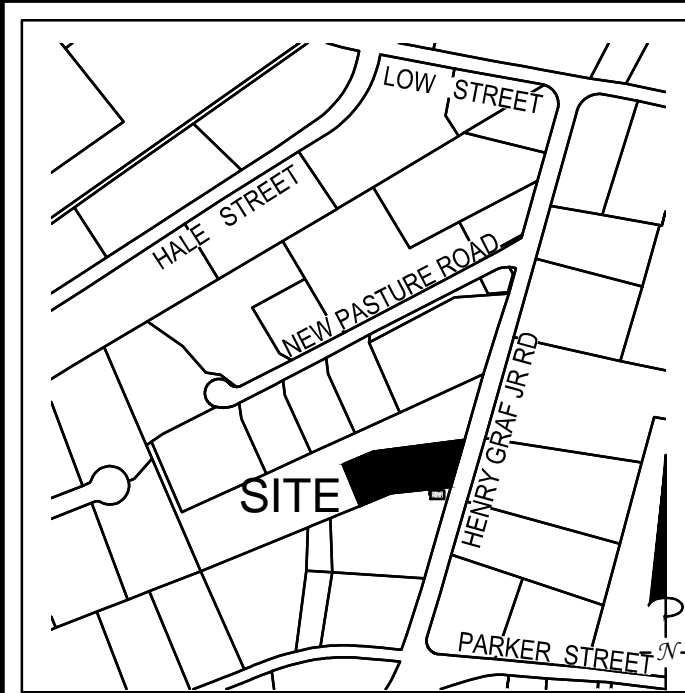 LOW STREET
HALE STREET
NEW PASTURE ROAD
HENRY GRAF JR RD
SITE
PARKER STREET
-N-